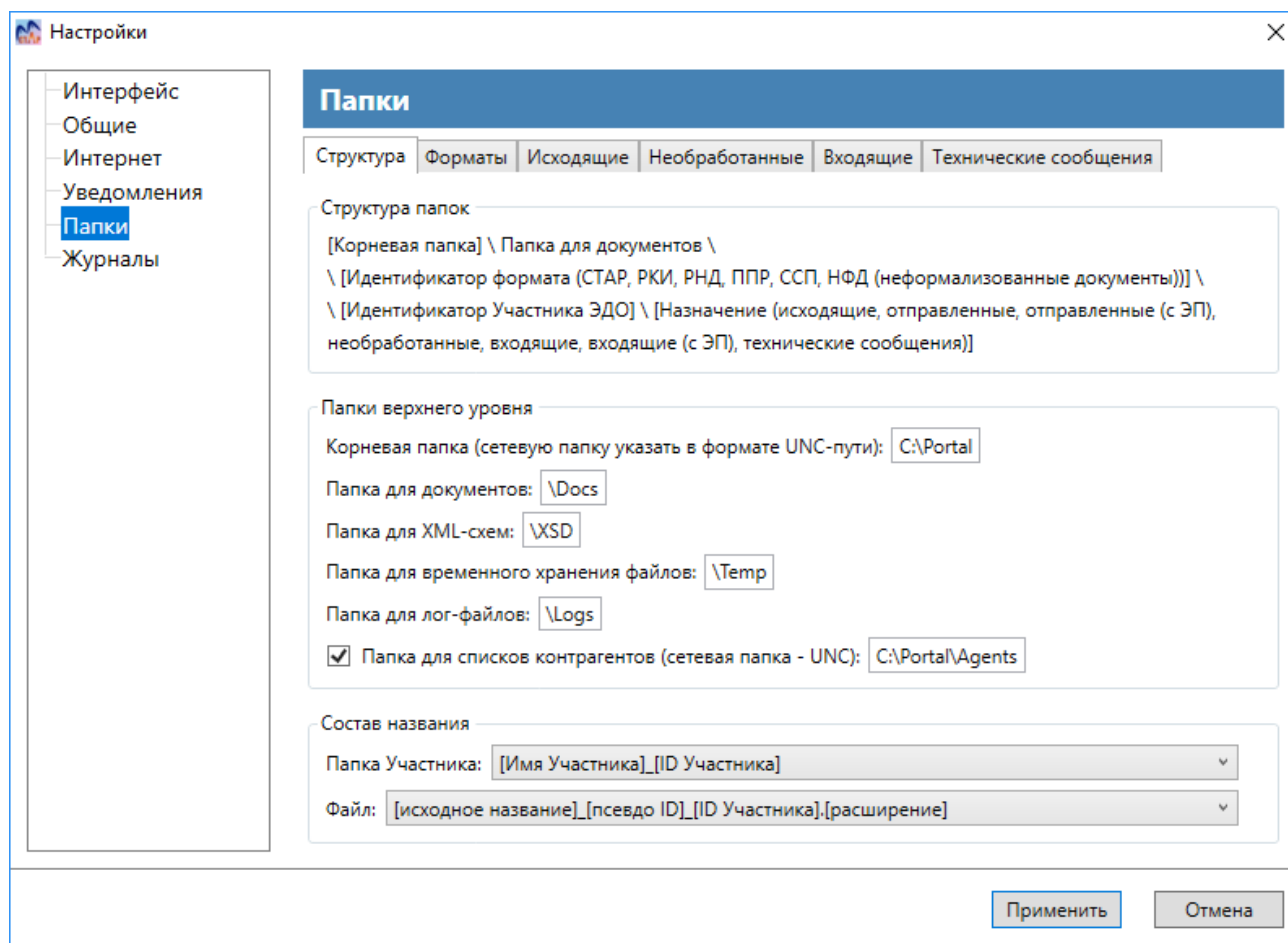 Настройки
Интерфейс
Общие
Интернет
Уведомления
Папки
Журналы
Папки
Структура Форматы Исходящие Необработанные Входящие Технические сообщения
Структура папок
[Корневая папка] \ Папка для документов \
\ [Идентификатор формата (СТАР, РКИ, РНД, ППР, ССП, НФД (неформализованные документы))] \
\ [Идентификатор Участника ЭДО] \ [Назначение (исходящие, отправленные, отправленные (с ЭП),
необработанные, входящие, входящие (с ЭП), технические сообщения)]
Папки верхнего уровня
Корневая папка (сетевую папку указать в формате UNC-пути): C:\Portal
Папка для документов: \Docs
Папка для XML-схем: \XSD
Папка для временного хранения файлов: \Temp
Папка для лог-файлов: \Logs
Папка для списков контрагентов (сетевая папка - UNC): C:\Portal\Agents
Состав названия
Папка Участника: [Имя Участника]_[ID Участника]
Файл: [исходное название]_[псевдо ID]_[ID Участника].[расширение]
Применить Отмена